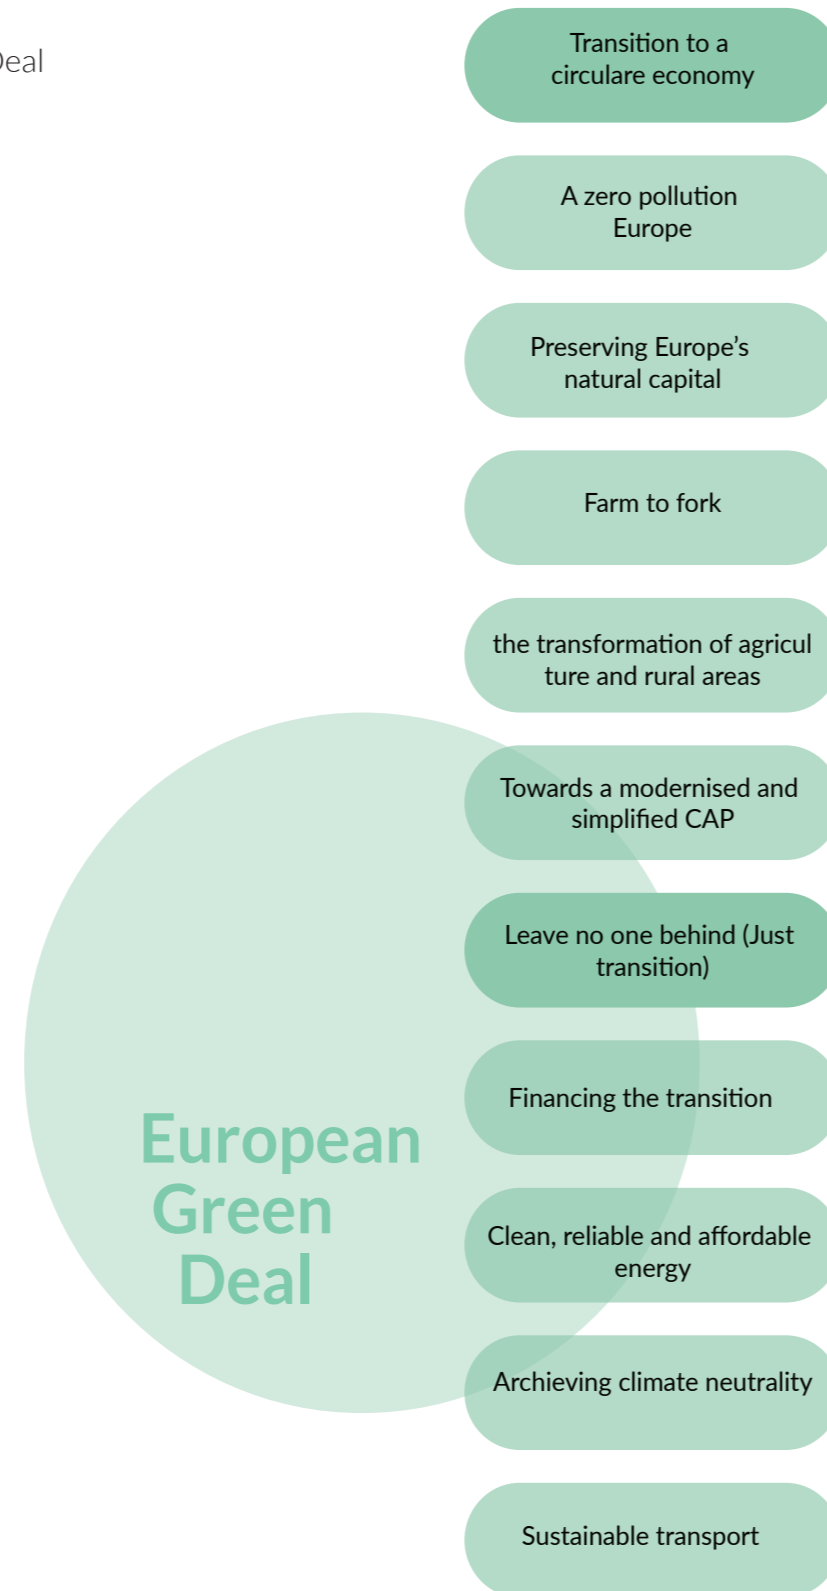 Deal
Transition to a
circulare economy
A zero pollution
Europe
Preserving Europe’s
natural capital
Farm to fork
the transformation of agricul
ture and rural areas
Towards a modernised and
simplified CAP
Leave no one behind (Just
transition)
Financing the transition
Clean, reliable and affordable
energy
Archieving climate neutrality
Sustainable transport
European
Green
Deal